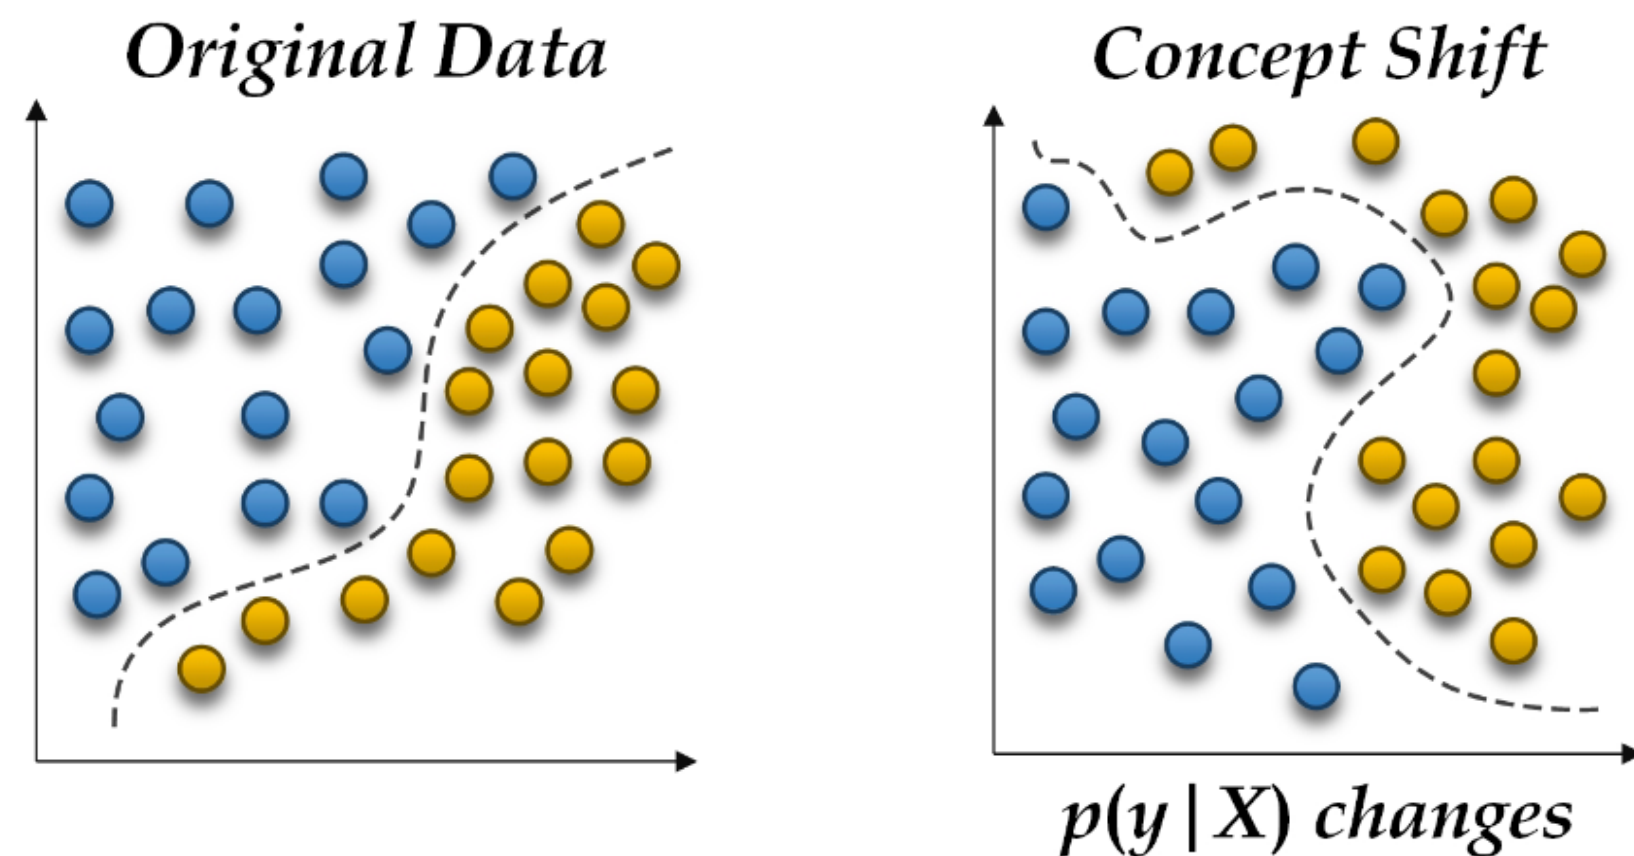 Original Data
Concept Shift
p(y | X) changes